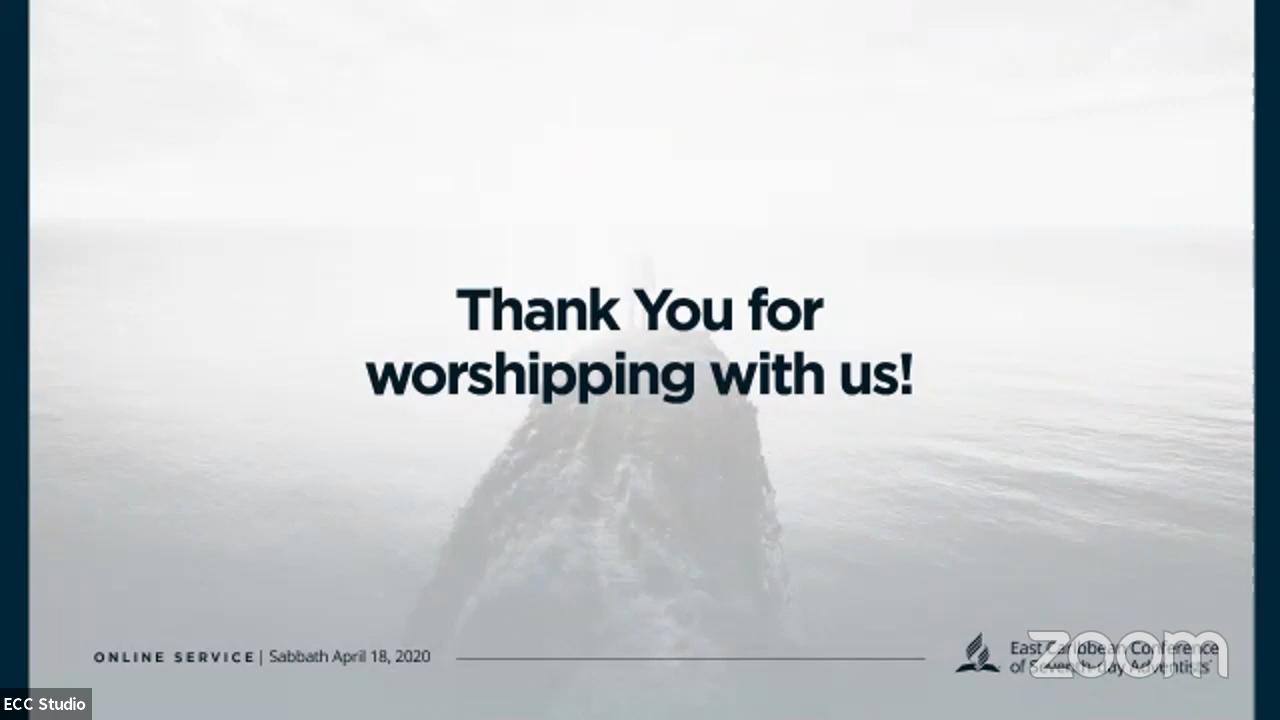 Thank You for
worshipping with us!
ONLINE SERVICE | Sabbath April 18, 2020
East Caribbean Conference
of Seventh-day Adventists
zoom
ECC Studio